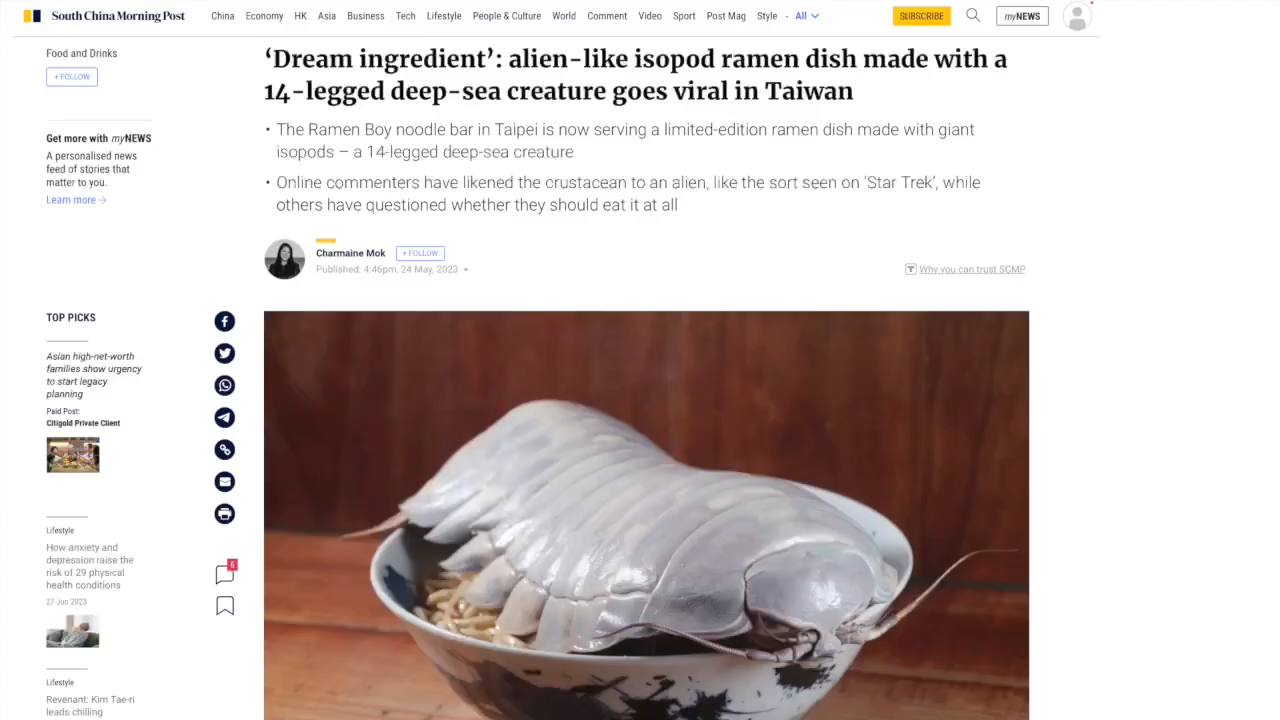 South China Morning Post
China Economy HK Asia Business Tech Lifestyle People & Culture World Comment Video Sport Post Mag Style - All
SUBSCRIBE
myNEWS
Food and Drinks
+ FOLLOW
Get more with myNEWS
A personalised news
feed of stories that
matter to you.
Learn more →
‘Dream ingredient’: alien-like isopod ramen dish made with a
14-legged deep-sea creature goes viral in Taiwan
• The Ramen Boy noodle bar in Taipei is now serving a limited-edition ramen dish made with giant
isopods – a 14-legged deep-sea creature
• Online commenters have likened the crustacean to an alien, like the sort seen on ‘Star Trek’, while
others have questioned whether they should eat it at all
Charmaine Mok
+ FOLLOW
Published: 4:46pm, 24 May, 2023
Why you can trust SCMP
TOP PICKS
Asian high-net-worth
families show urgency
to start legacy
planning
Paid Post:
Citigold Private Client
Lifestyle
How anxiety and
depression raise the
risk of 29 physical
health conditions
27 Jun 2023
Lifestyle
Revenant: Kim Tae-ri
leads chilling
6